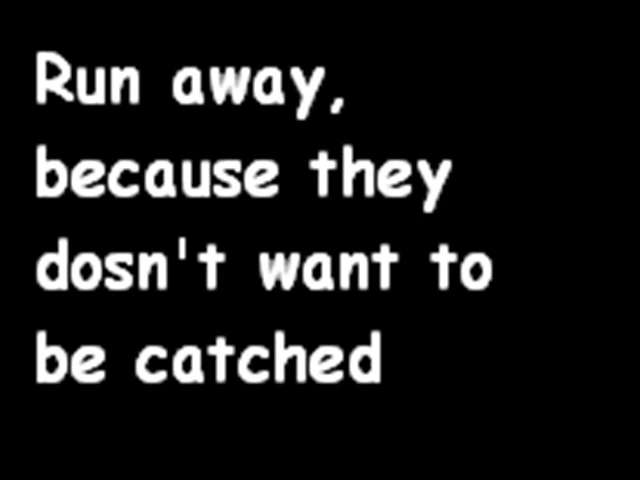 Run away,
because they
dosn't want to
be catched